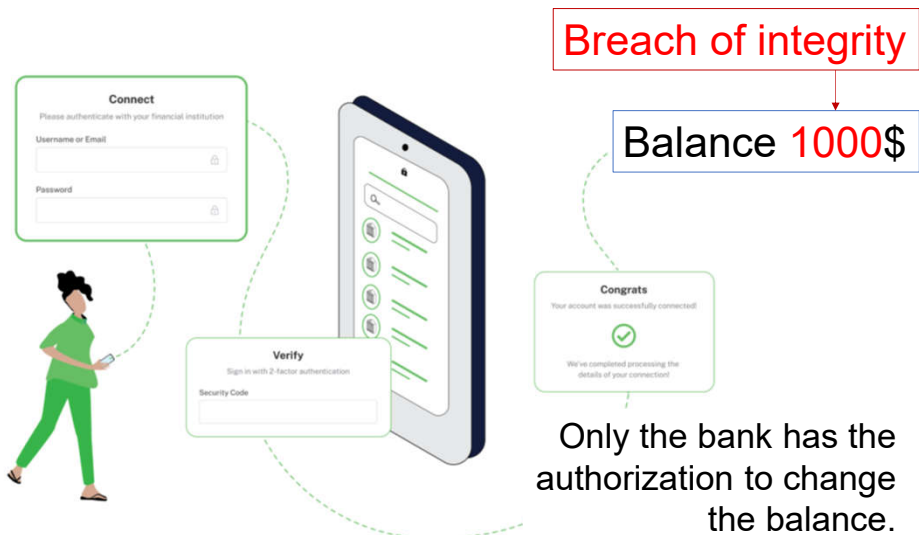 Breach of integrity
Balance 1000$
Connect
Please authenticate with your financial institution
Username or Email
Password
Verify
Sign in with 2-factor authentication
Security Code
Congrats
Your account was successfully connected!
We've completed processing the
details of your connection!
Only the bank has the
authorization to change
the balance.